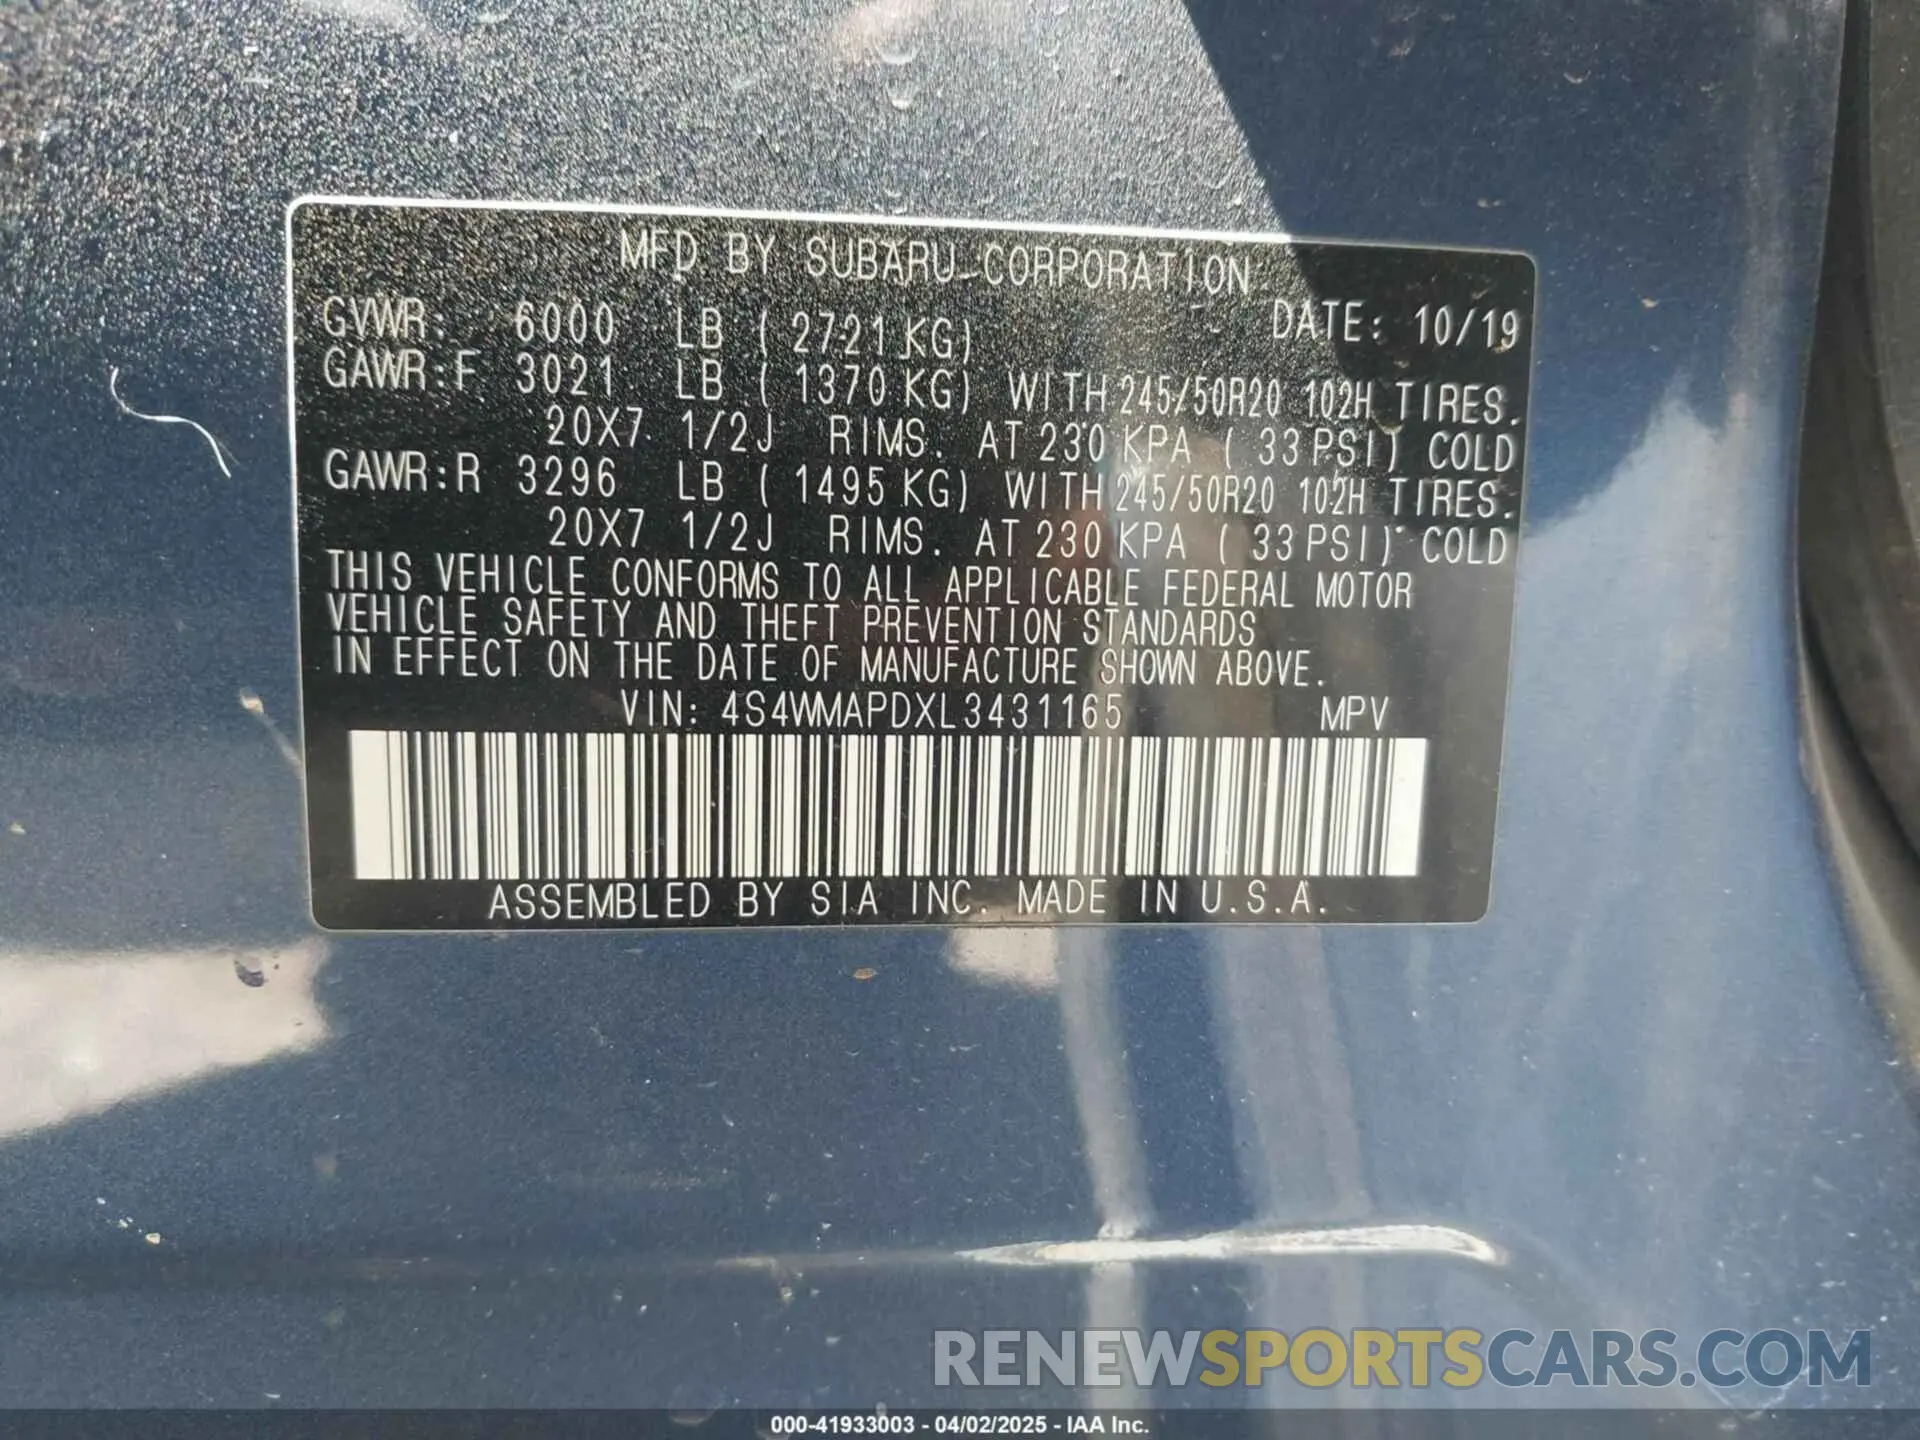 MFD BY SUBARU CORPORATION
GVWR: 6000 LB ( 2721 KG) DATE: 10/19
GAWR:F 3021 LB ( 1370 KG) WITH 245/50R20 102H TIRES.
20X7 1/2J RIMS. AT 230 KPA ( 33 PSI) COLD
GAWR:R 3296 LB ( 1495 KG) WITH 245/50R20 102H TIRES.
20X7 1/2J RIMS. AT 230 KPA ( 33 PSI) COLD
THIS VEHICLE CONFORMS TO ALL APPLICABLE FEDERAL MOTOR
VEHICLE SAFETY AND THEFT PREVENTION STANDARDS
IN EFFECT ON THE DATE OF MANUFACTURE SHOWN ABOVE.
VIN: 4S4WMAPDXL3431165 MPV
ASSEMBLED BY SIA INC. MADE IN U.S.A.
RENEWSPORTSCARS.COM
000-41933003 - 04/02/2025 - IAA Inc.